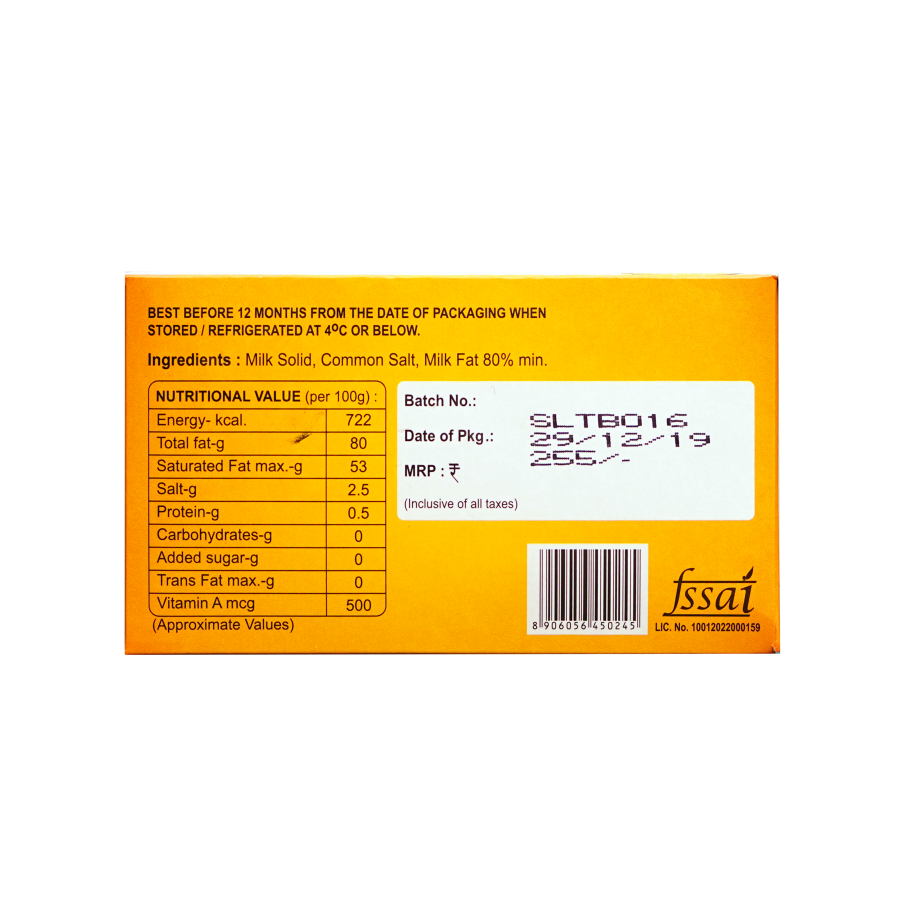 BEST BEFORE 12 MONTHS FROM THE DATE OF PACKAGING WHEN
STORED / REFRIGERATED AT 4ºC OR BELOW.
Ingredients : Milk Solid, Common Salt, Milk Fat 80% min.
NUTRITIONAL VALUE (per 100g) :
Energy- kcal. 722
Total fat-g 80
Saturated Fat max.-g 53
Salt-g 2.5
Protein-g 0.5
Carbohydrates-g 0
Added sugar-g 0
Trans Fat max.-g 0
Vitamin A mcg 500
(Approximate Values)
Batch No.: SLTB016
Date of Pkg.: 29/12/19
MRP : ₹ 255/-
(Inclusive of all taxes)
8 906056 450245
fssai
LIC. No. 10012022000159